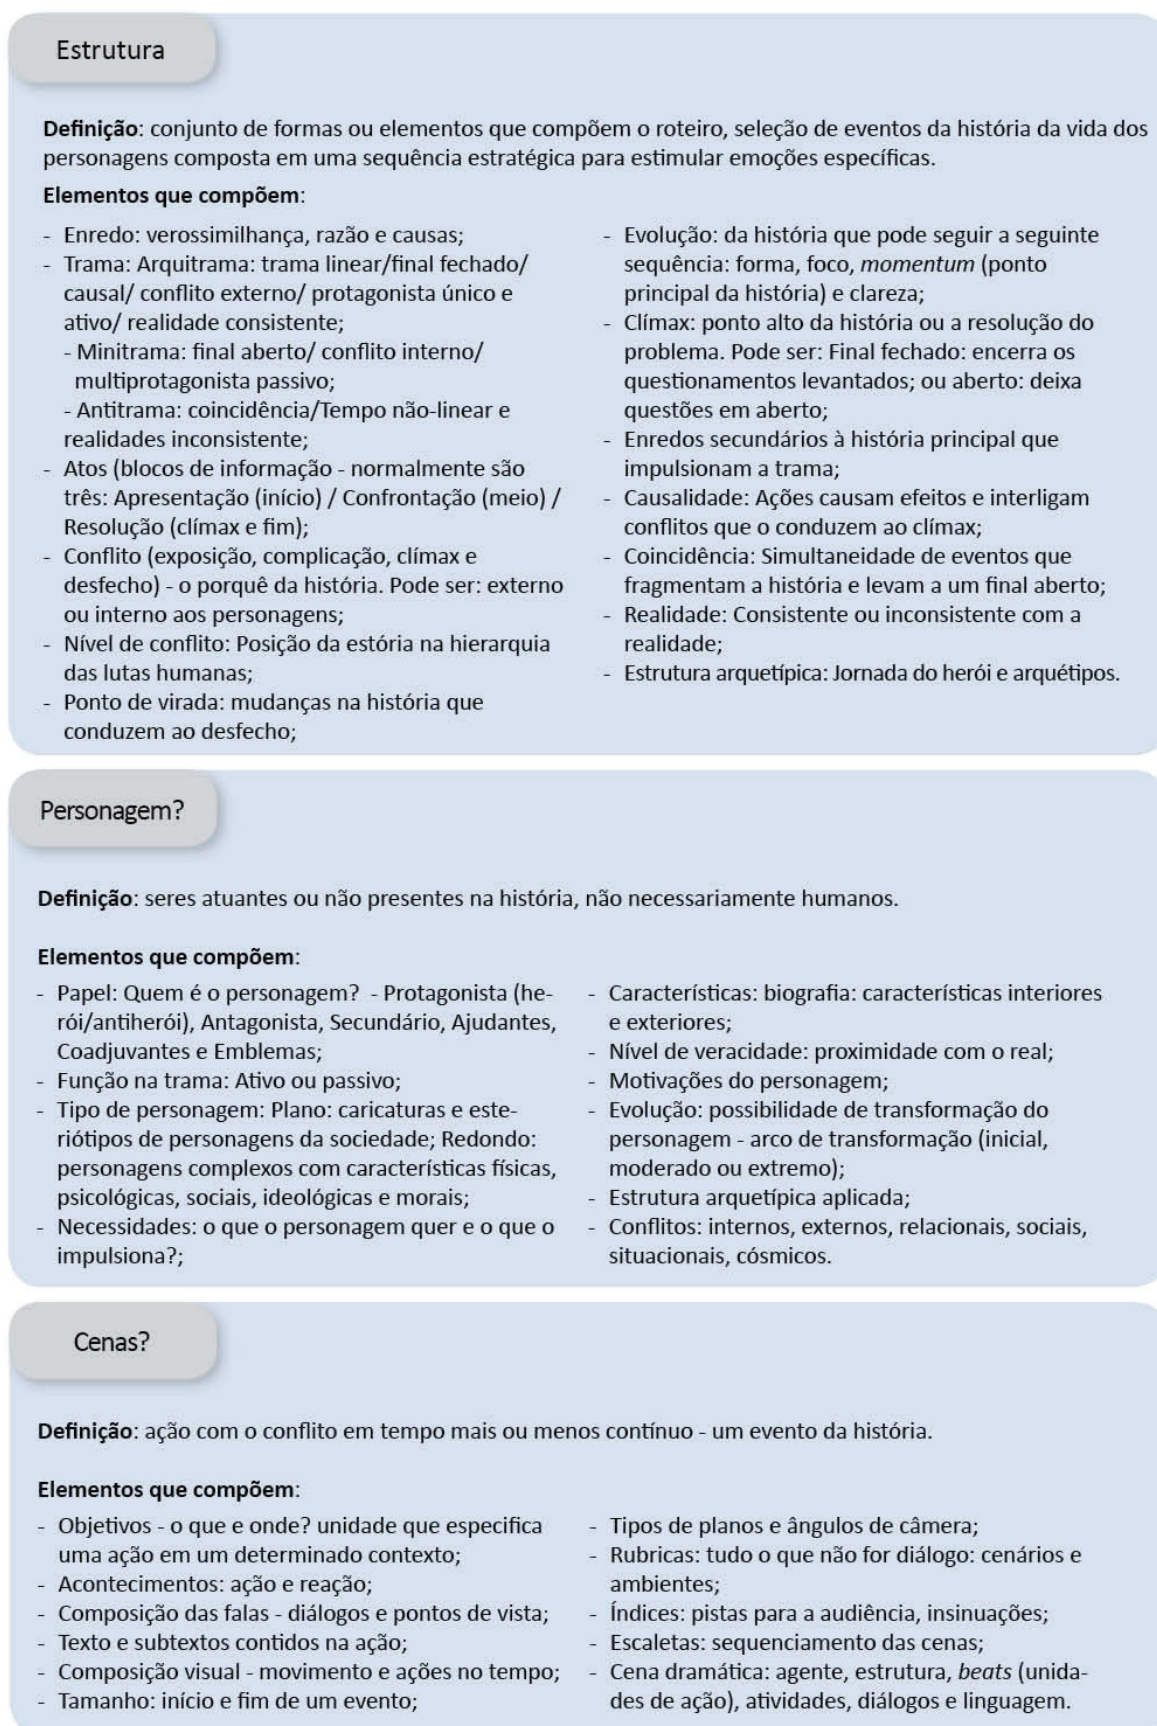 Estrutura
Definição: conjunto de formas ou elementos que compõem o roteiro, seleção de eventos da história da vida dos
personagens composta em uma sequência estratégica para estimular emoções específicas.
Elementos que compõem:
- Enredo: verossimilhança, razão e causas;
- Trama: Arquitrama: trama linear/final fechado/
causal/ conflito externo/ protagonista único e
ativo/ realidade consistente;
- Minitrama: final aberto/ conflito interno/
multiprotagonista passivo;
- Antitrama: coincidência/Tempo não-linear e
realidades inconsistente;
- Atos (blocos de informação - normalmente são
três: Apresentação (início) / Confrontação (meio) /
Resolução (clímax e fim);
- Conflito (exposição, complicação, clímax e
desfecho) - o porquê da história. Pode ser: externo
ou interno aos personagens;
- Nível de conflito: Posição da estória na hierarquia
das lutas humanas;
- Ponto de virada: mudanças na história que
conduzem ao desfecho;
- Evolução: da história que pode seguir a seguinte
sequência: forma, foco, momentum (ponto
principal da história) e clareza;
- Clímax: ponto alto da história ou a resolução do
problema. Pode ser: Final fechado: encerra os
questionamentos levantados; ou aberto: deixa
questões em aberto;
- Enredos secundários à história principal que
impulsionam a trama;
- Causalidade: Ações causam efeitos e interligam
conflitos que o conduzem ao clímax;
- Coincidência: Simultaneidade de eventos que
fragmentam a história e levam a um final aberto;
- Realidade: Consistente ou inconsistente com a
realidade;
- Estrutura arquetípica: Jornada do herói e arquétipos.
Personagem?
Definição: seres atuantes ou não presentes na história, não necessariamente humanos.
Elementos que compõem:
- Papel: Quem é o personagem? - Protagonista (he-
rói/antiherói), Antagonista, Secundário, Ajudantes,
Coadjuvantes e Emblemas;
- Função na trama: Ativo ou passivo;
- Tipo de personagem: Plano: caricaturas e este-
riótipos de personagens da sociedade; Redondo:
personagens complexos com características físicas,
psicológicas, sociais, ideológicas e morais;
- Necessidades: o que o personagem quer e o que o
impulsiona?;
- Características: biografia: características interiores
e exteriores;
- Nível de veracidade: proximidade com o real;
- Motivações do personagem;
- Evolução: possibilidade de transformação do
personagem - arco de transformação (inicial,
moderado ou extremo);
- Estrutura arquetípica aplicada;
- Conflitos: internos, externos, relacionais, sociais,
situacionais, cósmicos.
Cenas?
Definição: ação com o conflito em tempo mais ou menos contínuo - um evento da história.
Elementos que compõem:
- Objetivos - o que e onde? unidade que especifica
uma ação em um determinado contexto;
- Acontecimentos: ação e reação;
- Composição das falas - diálogos e pontos de vista;
- Texto e subtextos contidos na ação;
- Composição visual - movimento e ações no tempo;
- Tamanho: início e fim de um evento;
- Tipos de planos e ângulos de câmera;
- Rubricas: tudo o que não for diálogo: cenários e
ambientes;
- Índices: pistas para a audiência, insinuações;
- Escaletas: sequenciamento das cenas;
- Cena dramática: agente, estrutura, beats (unida-
des de ação), atividades, diálogos e linguagem.